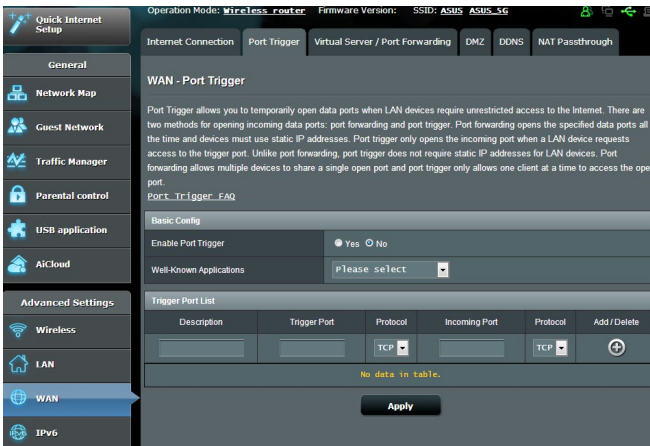 Quick Internet
Setup
Operation Mode: Wireless router Firmware Version: SSID: ASUS ASUS_5G
Internet Connection Port Trigger Virtual Server / Port Forwarding DMZ DDNS NAT Passthrough
General
Network Map
Guest Network
Traffic Manager
Parental control
USB application
AiCloud
Advanced Settings
Wireless
LAN
WAN
IPv6
WAN - Port Trigger
Port Trigger allows you to temporarily open data ports when LAN devices require unrestricted access to the Internet. There are
two methods for opening incoming data ports: port forwarding and port trigger. Port forwarding opens the specified data ports all
the time and devices must use static IP addresses. Port trigger only opens the incoming port when a LAN device requests
access to the trigger port. Unlike port forwarding, port trigger does not require static IP addresses for LAN devices. Port
forwarding allows multiple devices to share a single open port and port trigger only allows one client at a time to access the ope
port.
Port Trigger FAQ
Basic Config
Enable Port Trigger Yes No
Well-Known Applications Please select
Trigger Port List
Description Trigger Port Protocol Incoming Port Protocol Add / Delete
TCP TCP
No data in table.
Apply